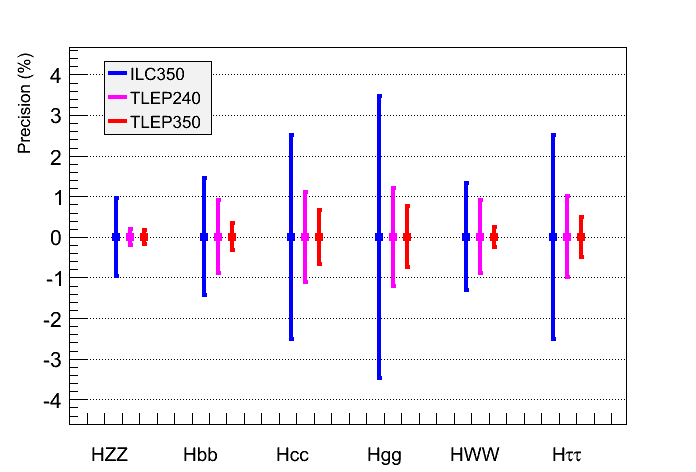 Precision (%)
ILC350
TLEP240
TLEP350
4
3
2
1
0
-1
-2
-3
-4
HZZ Hbb Hcc Hgg HWW Hττ